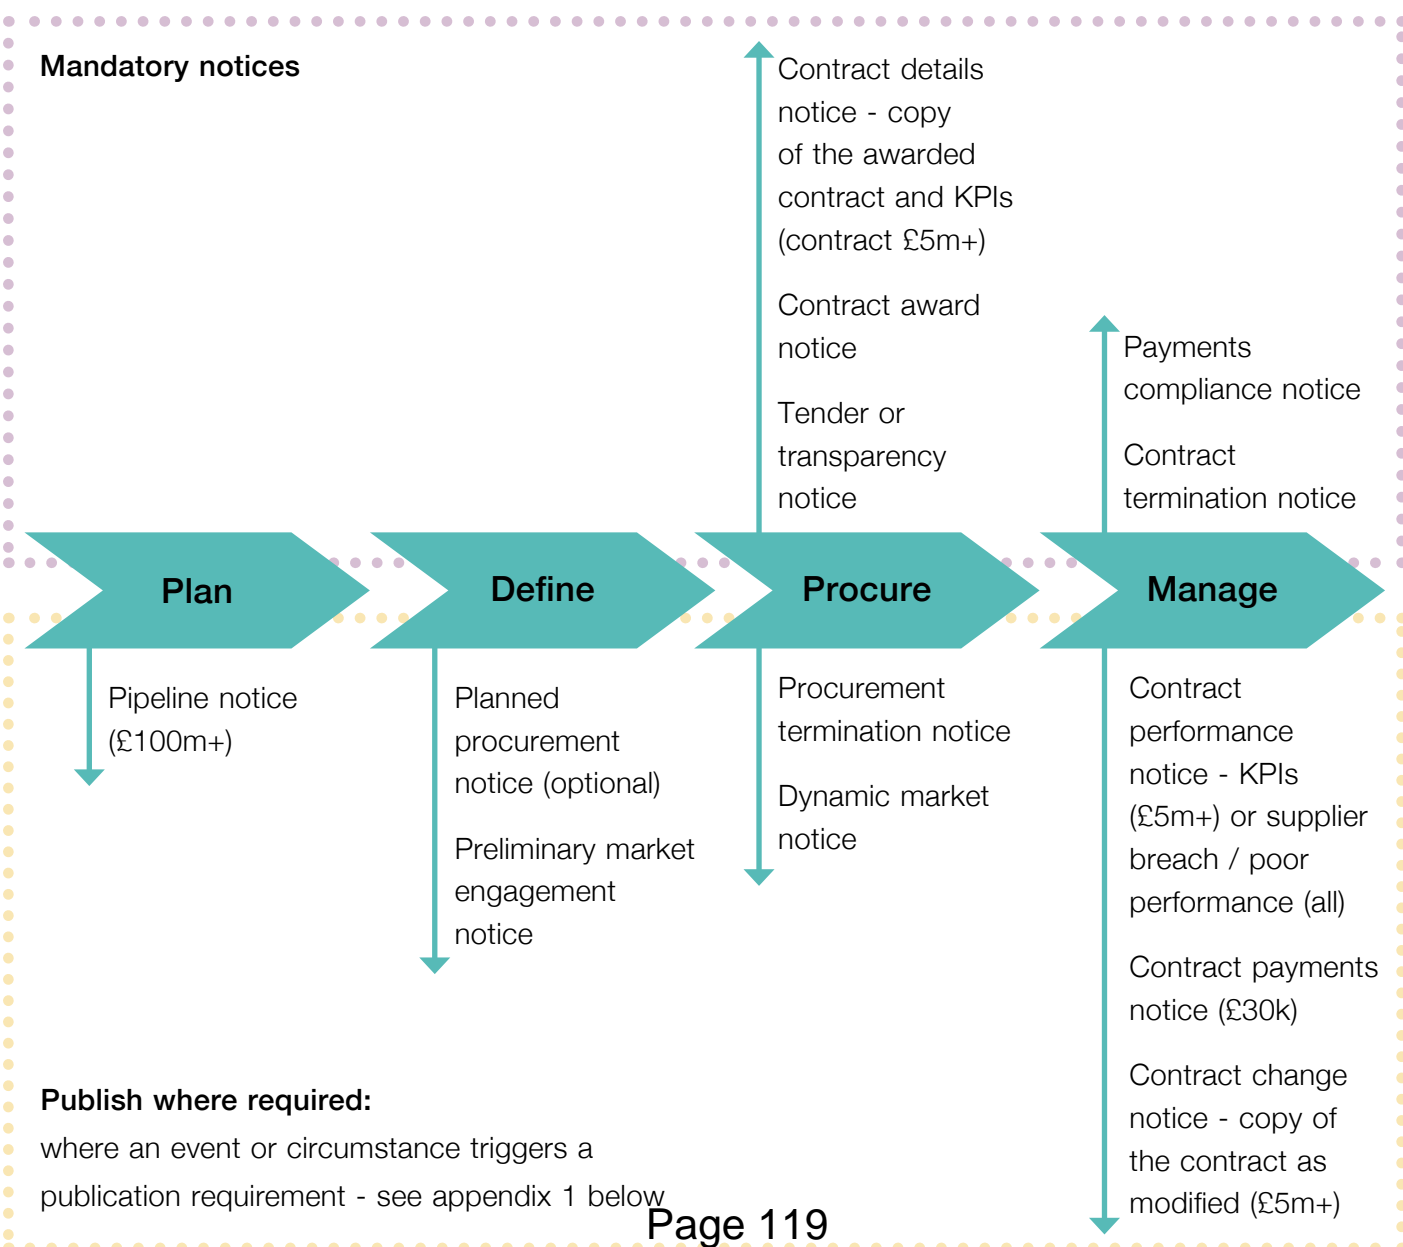 Mandatory notices
Contract details
notice - copy
of the awarded
contract and KPIs
(contract £5m+)
Contract award
notice
Tender or
transparency
notice
Payments
compliance notice
Contract
termination notice
Plan
Define
Procure
Manage
Pipeline notice
(£100m+)
Planned
procurement
notice (optional)
Preliminary market
engagement
notice
Procurement
termination notice
Dynamic market
notice
Contract
performance
notice - KPIs
(£5m+) or supplier
breach / poor
performance (all)
Contract payments
notice (£30k)
Contract change
notice - copy of
the contract as
modified (£5m+)
Publish where required:
where an event or circumstance triggers a
publication requirement - see appendix 1 below
Page 119